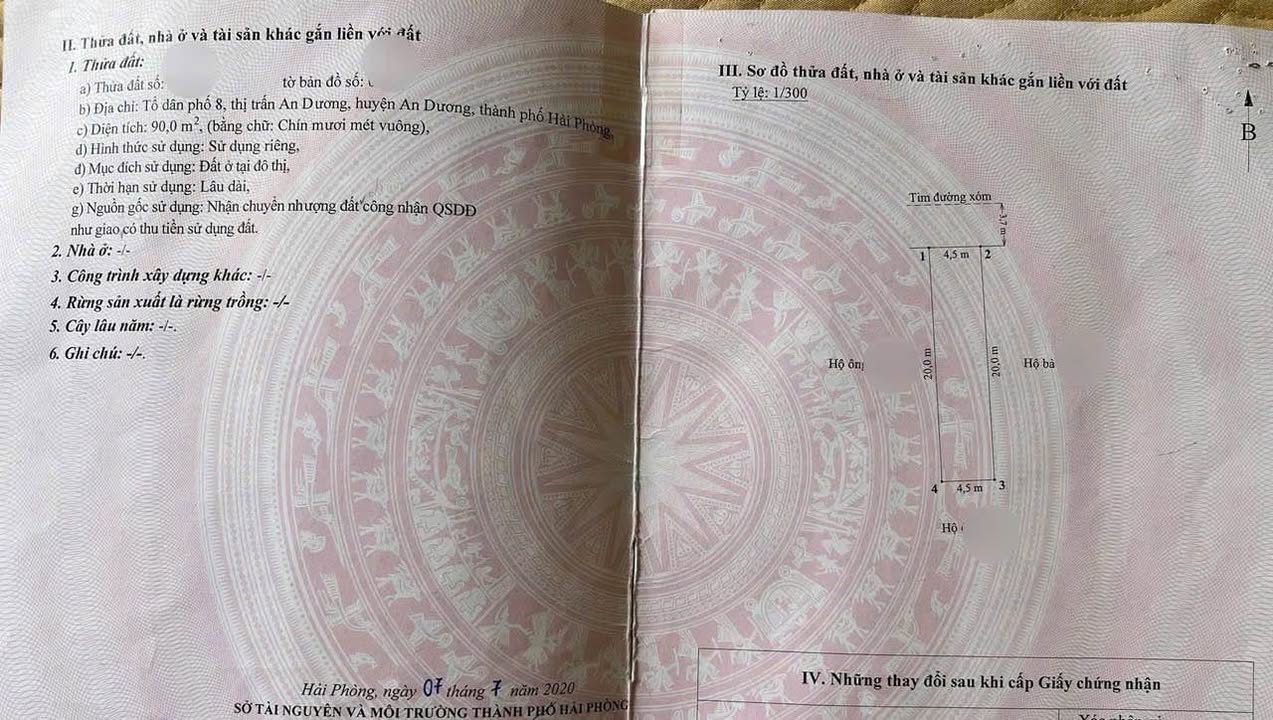 II. Thửa đất, nhà ở và tài sản khác gắn liền với đất
1. Thửa đất:
a) Thửa đất số: tờ bản đồ số:
b) Địa chỉ: Tổ dân phố 8, thị trấn An Dương, huyện An Dương, thành phố Hải Phòng,
c) Diện tích: 90,0 m², (bằng chữ: Chín mươi mét vuông),
d) Hình thức sử dụng: Sử dụng riêng,
đ) Mục đích sử dụng: Đất ở tại đô thị,
e) Thời hạn sử dụng: Lâu dài,
g) Nguồn gốc sử dụng: Nhận chuyển nhượng đất công nhận QSDĐ
như giao có thu tiền sử dụng đất.
2. Nhà ở: -/-
3. Công trình xây dựng khác: -/-
4. Rừng sản xuất là rừng trồng: -/-
5. Cây lâu năm: -/-.
6. Ghi chú: -/-.
Hải Phòng, ngày 07 tháng 7 năm 2020
SỞ TÀI NGUYÊN VÀ MÔI TRƯỜNG THÀNH PHỐ HẢI PHÒNG
III. Sơ đồ thửa đất, nhà ở và tài sản khác gắn liền với đất
Tỷ lệ: 1/300
B
Tim đường xóm
3,7 m
1 4,5 m 2
20,0 m
20,0 m
Hộ ông
Hộ bà
4 4,5 m 3
Hộ
IV. Những thay đổi sau khi cấp Giấy chứng nhận